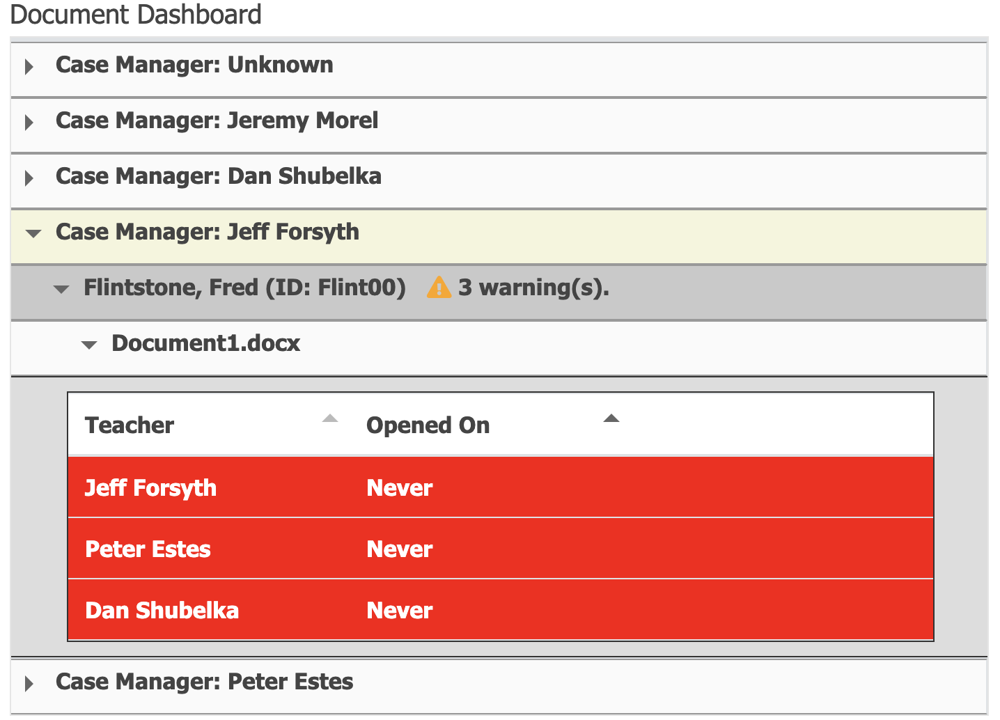 Document Dashboard
Case Manager: Unknown
Case Manager: Jeremy Morel
Case Manager: Dan Shubelka
Case Manager: Jeff Forsyth
Flintstone, Fred (ID: Flint00) 3 warning(s).
Document1.docx
Teacher Opened On
Jeff Forsyth Never
Peter Estes Never
Dan Shubelka Never
Case Manager: Peter Estes